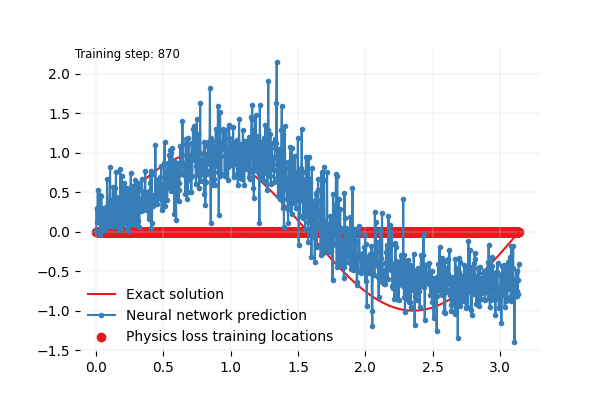 Training step: 870
2.0
1.5
1.0
0.5
0.0
−0.5
−1.0
−1.5
Exact solution
Neural network prediction
Physics loss training locations
0.0 0.5 1.0 1.5 2.0 2.5 3.0